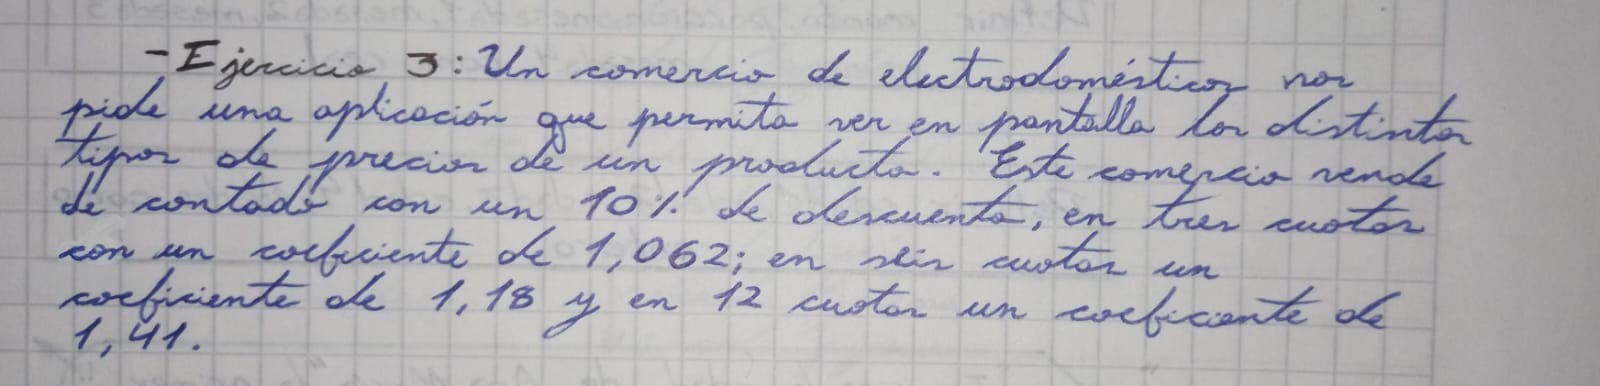 - Ejercicio 3: Un comercio de electrodomésticos nos
pide una aplicación que permita ver en pantalla los distintos
tipos de precios de un producto. Este comercio vende
de contado con un 10% de descuento, en tres cuotas
con un coeficiente de 1,062; en seis cuotas un
coeficiente de 1,18 y en 12 cuotas un coeficiente de
1,41.